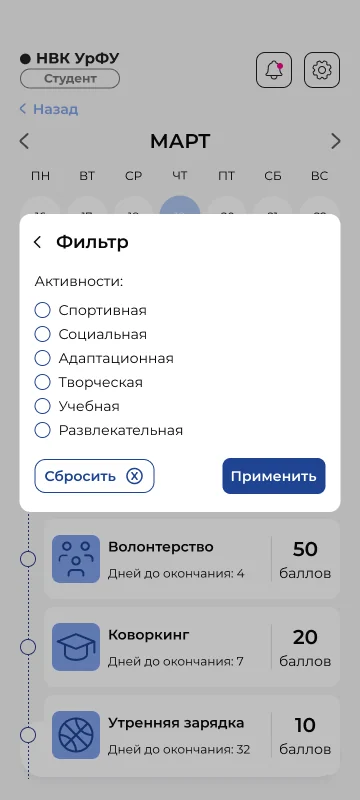 НВК УрФУ
Студент
Назад
МАРТ
ПН ВТ СР ЧТ ПТ СБ ВС
Фильтр
Активности:
Спортивная
Социальная
Адаптационная
Творческая
Учебная
Развлекательная
Сбросить X
Применить
Волонтерство
Дней до окончания: 4
50
баллов
Коворкинг
Дней до окончания: 7
20
баллов
Утренняя зарядка
Дней до окончания: 32
10
баллов